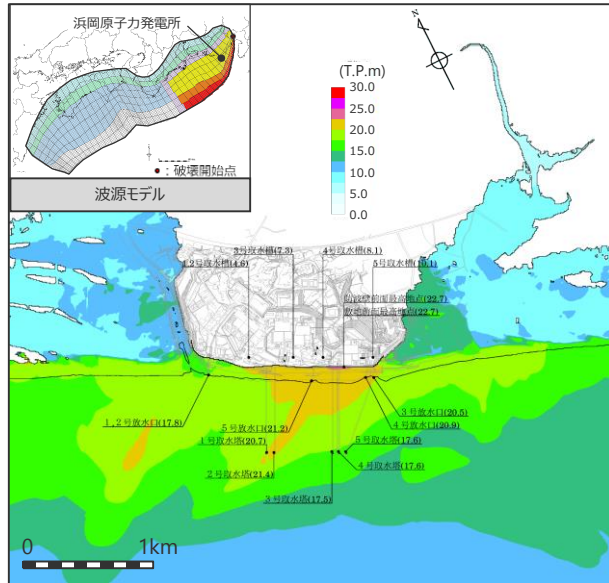 浜岡原子力発電所
●：破壊開始点
波源モデル
(T.P.m)
30.0
25.0
20.0
15.0
10.0
5.0
0.0
N
3号取水槽(7.3)
4号取水槽(8.1)
1,2号取水槽(4.6)
5号取水槽(10.1)
防波壁前面最高地点(22.7)
敷地前面最高地点(22.7)
1,2号放水口(17.8)
5号放水口(21.2)
3号放水口(20.5)
4号放水口(20.9)
1号取水塔(20.7)
5号取水塔(17.6)
2号取水塔(21.4)
4号取水塔(17.6)
3号取水塔(17.5)
0
1km